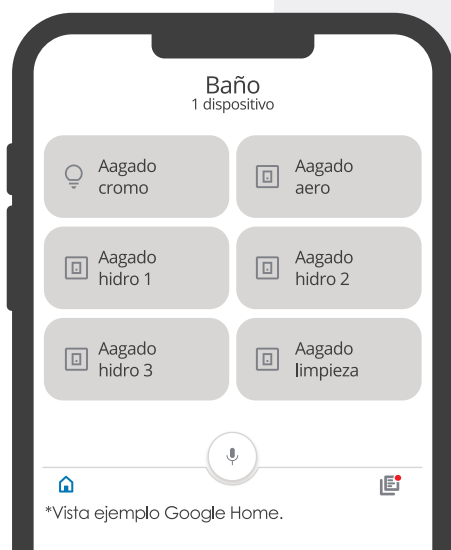 Baño
1 dispositivo
Aagado
cromo
Aagado
aero
Aagado
hidro 1
Aagado
hidro 2
Aagado
hidro 3
Aagado
limpieza
*Vista ejemplo Google Home.